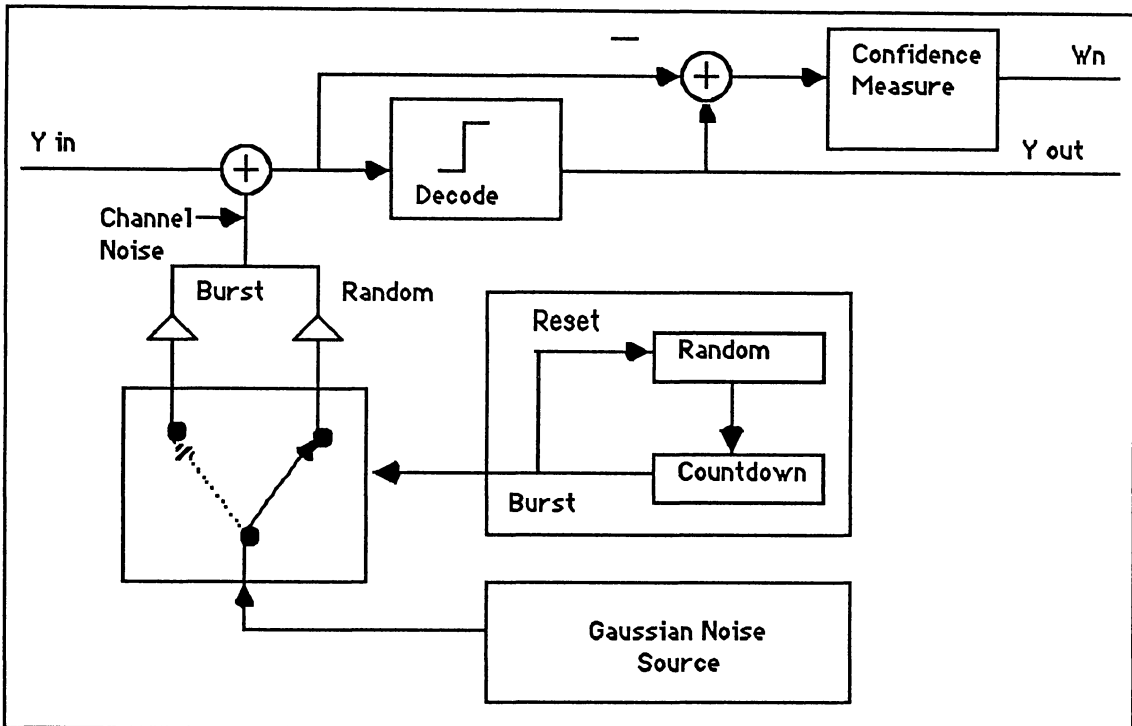 —
Confidence
Measure
Wn
Y in
+
+
Decode
Y out
Channel
Noise
Burst
Random
Reset
Random
Countdown
Burst
Gaussian Noise
Source